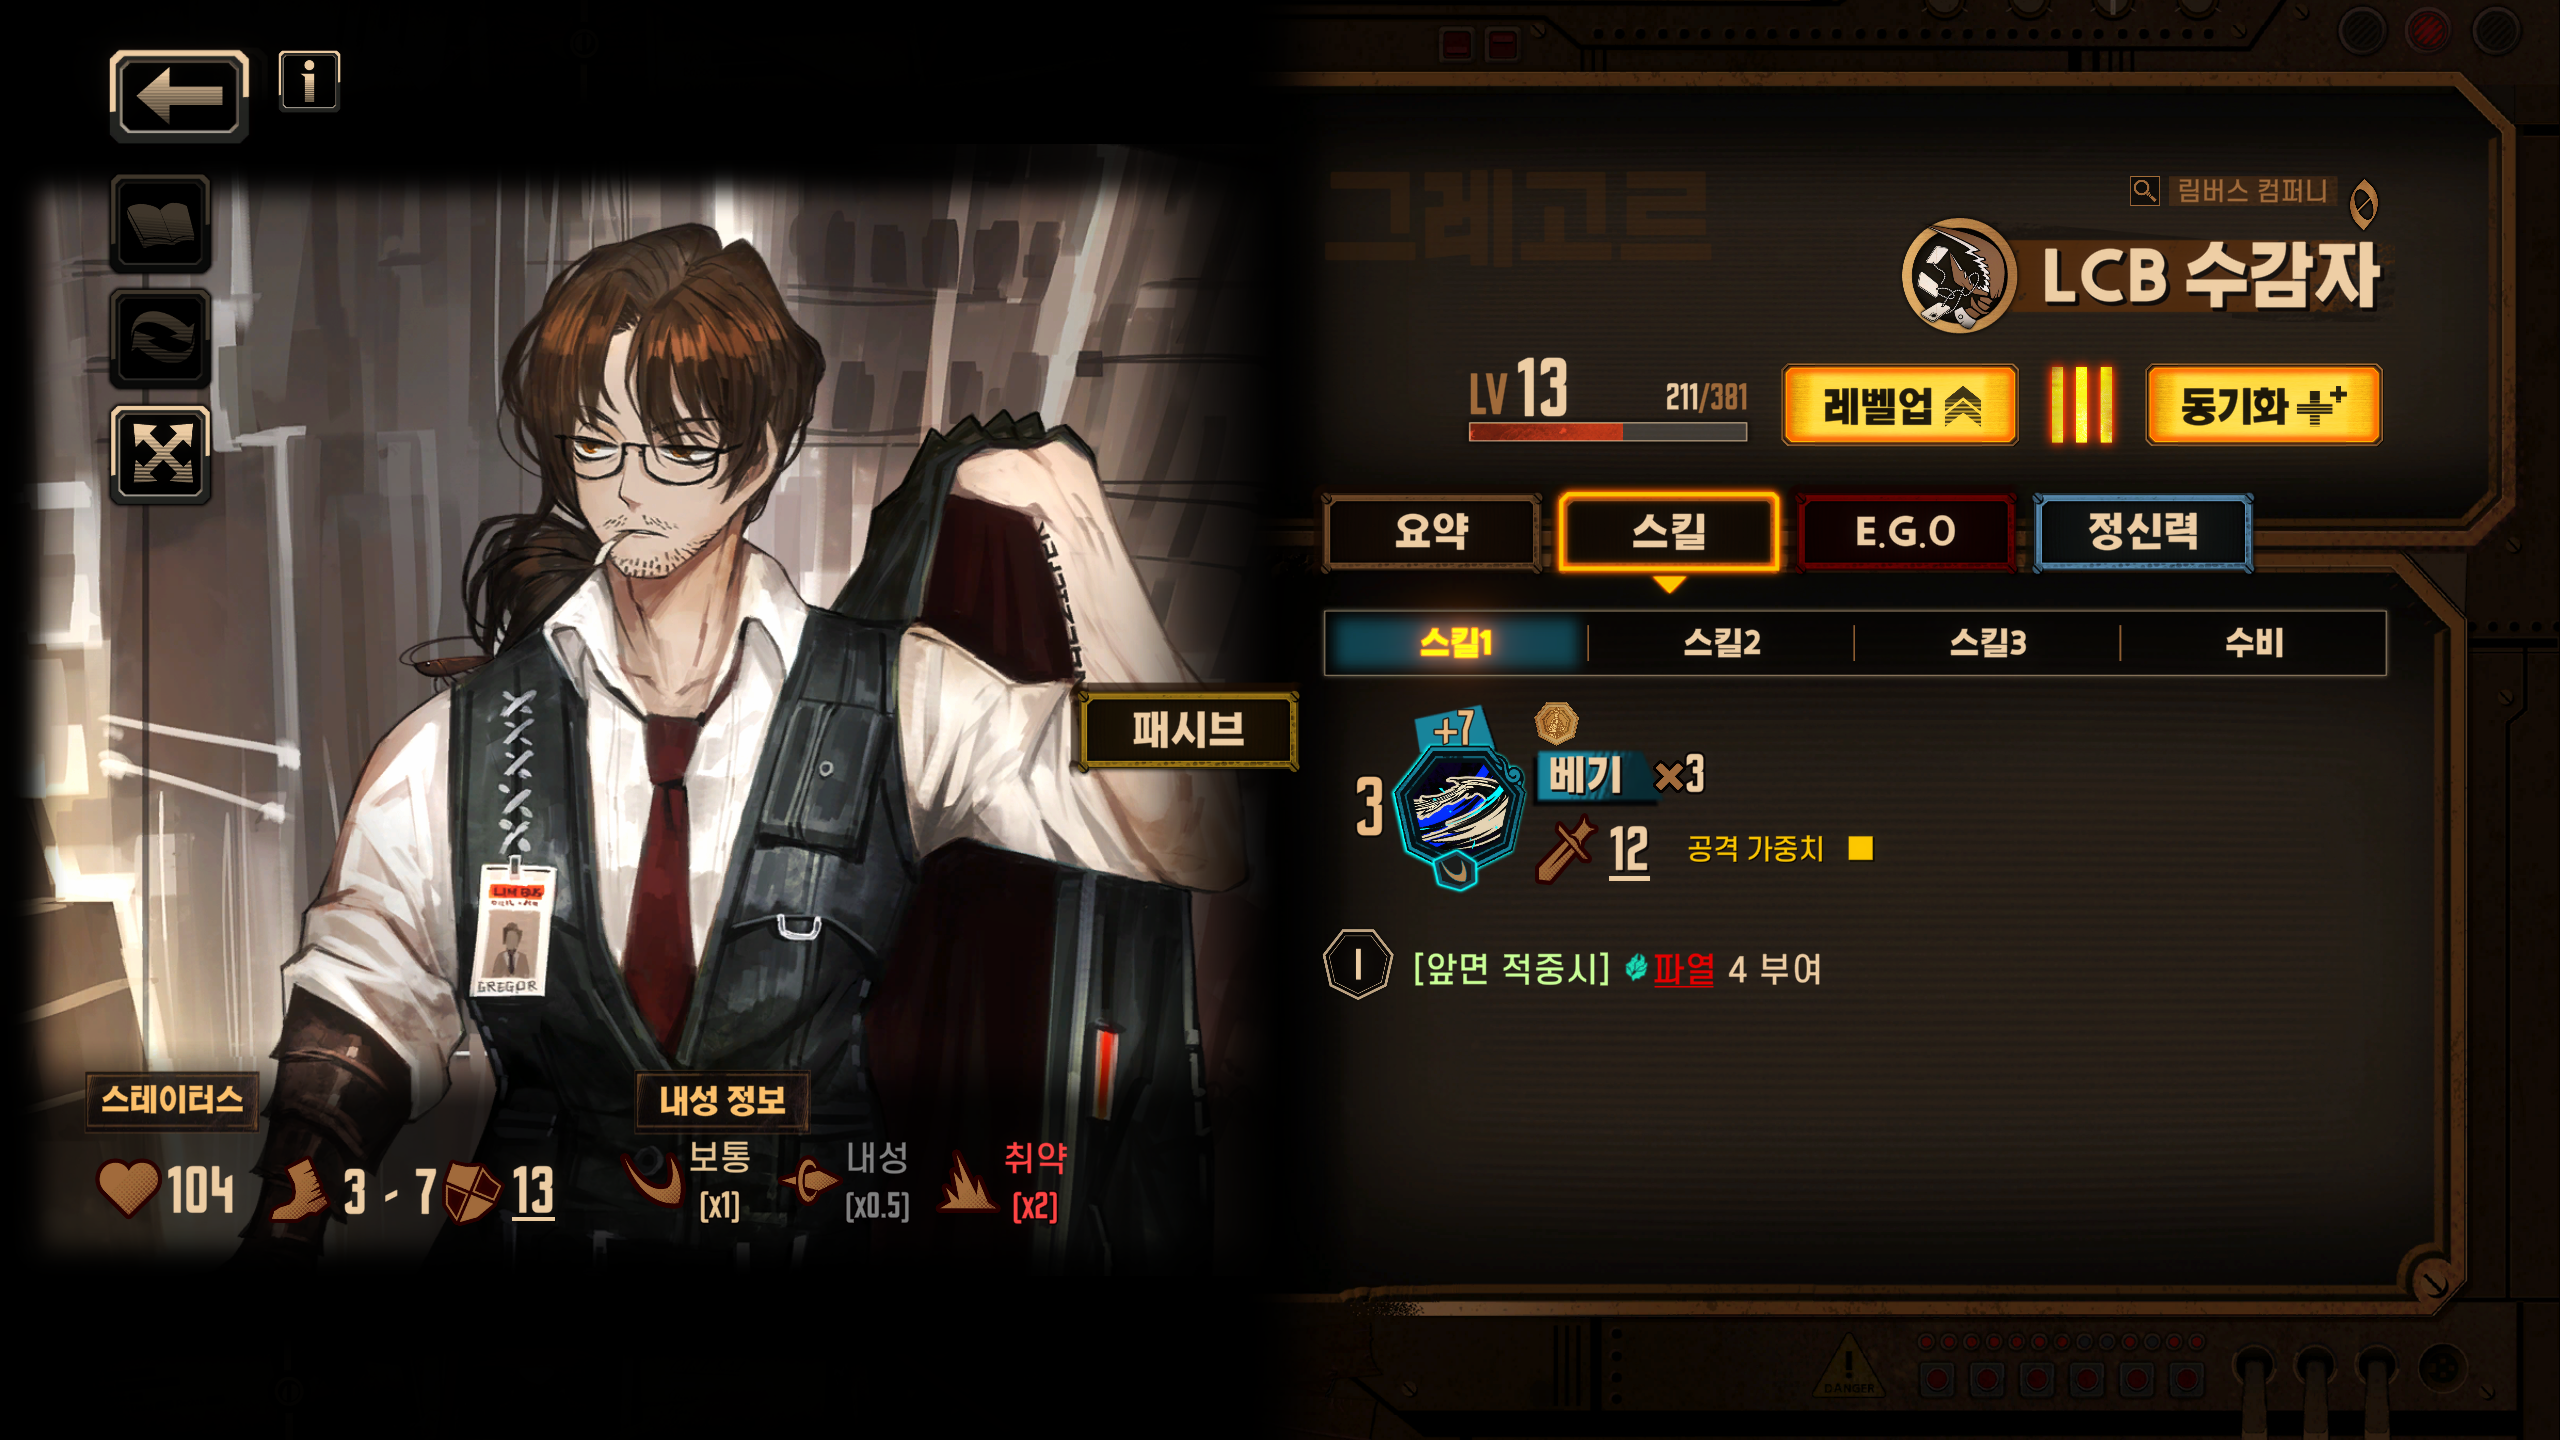 그레고르
림버스 컴퍼니
LCB 수감자
LV 13
211/381
레벨업
동기화
요약
스킬
E.G.O
정신력
스킬1
스킬2
스킬3
수비
패시브
+7
3
베기
×3
12
공격 가중치
I
[앞면 적중시] 파열 4 부여
GREGOR
스테이터스
104
3 - 7
13
내성 정보
보통
[x1]
내성
[x0.5]
취약
[x2]
DANGER